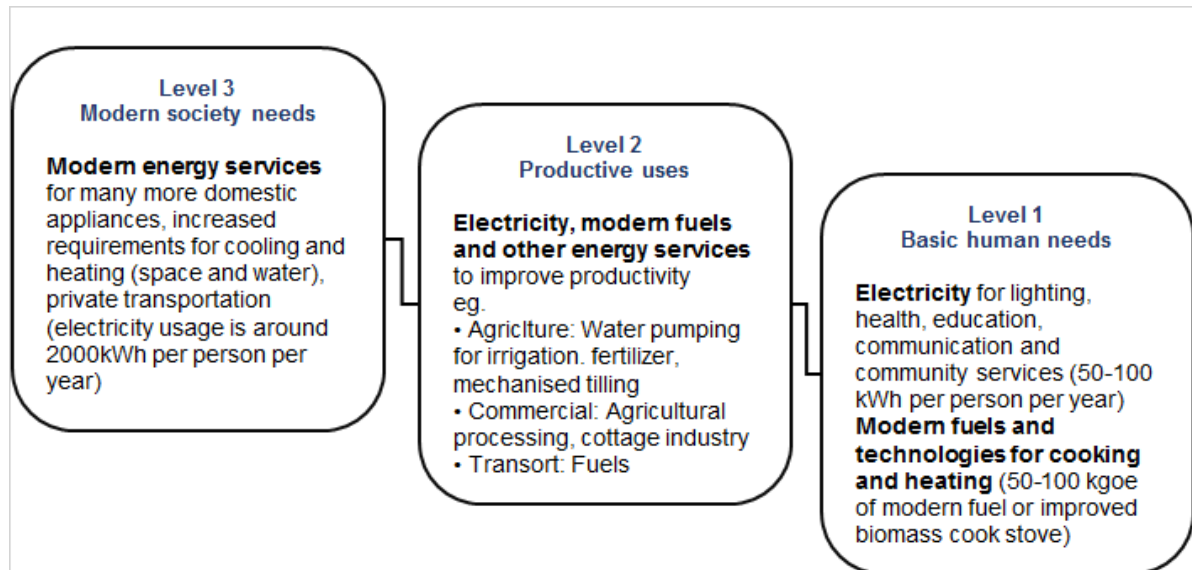 Level 3
Modern society needs
Modern energy services
for many more domestic
appliances, increased
requirements for cooling and
heating (space and water),
private transportation
(electricity usage is around
2000kWh per person per
year)
Level 2
Productive uses
Electricity, modern fuels
and other energy services
to improve productivity
eg.
• Agriclture: Water pumping
for irrigation. fertilizer,
mechanised tilling
• Commercial: Agricultural
processing, cottage industry
• Transort: Fuels
Level 1
Basic human needs
Electricity for lighting,
health, education,
communication and
community services (50-100
kWh per person per year)
Modern fuels and
technologies for cooking
and heating (50-100 kgoe
of modern fuel or improved
biomass cook stove)